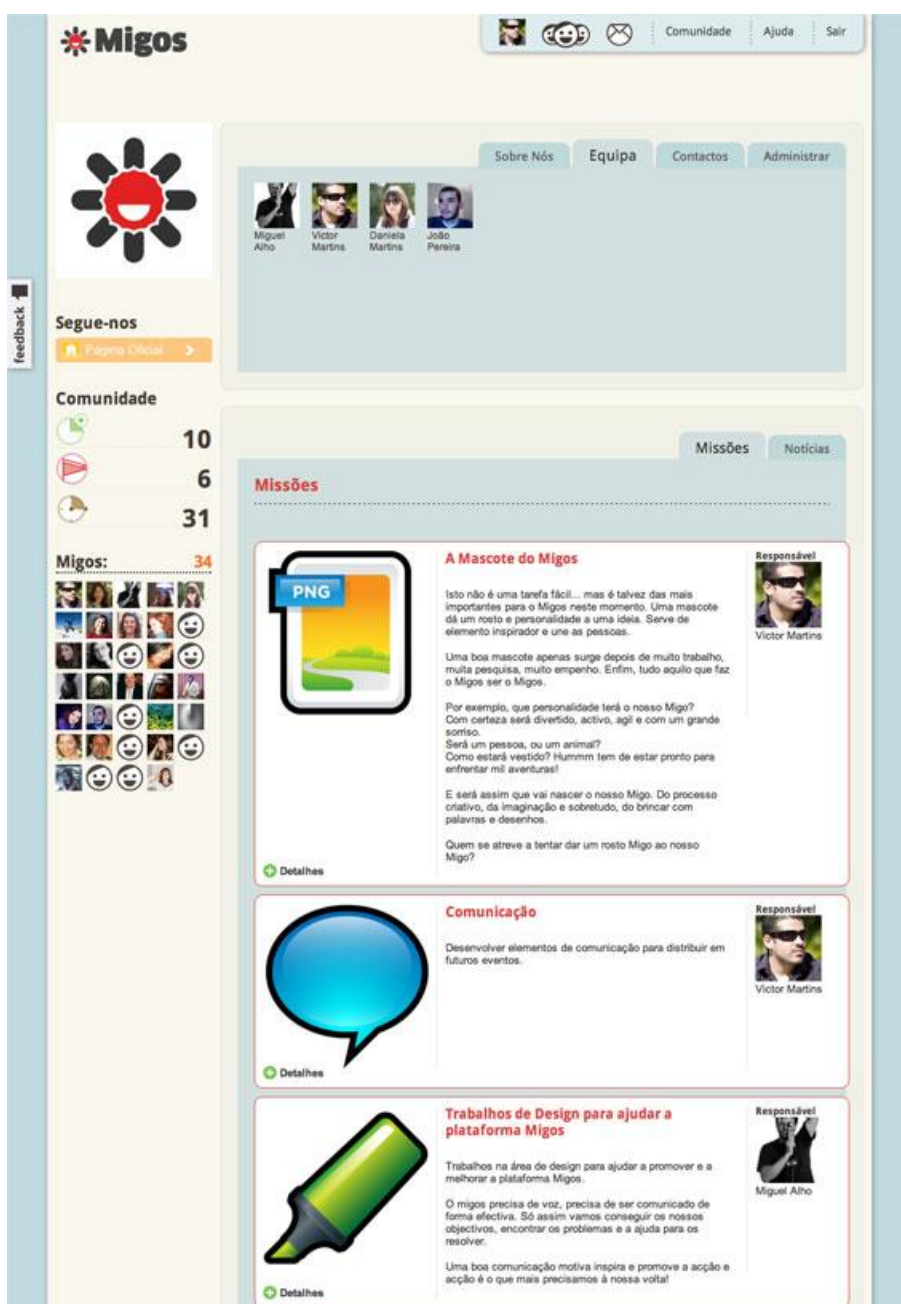 Migos
Comunidade
Ajuda
Sair
Sobre Nós
Equipa
Contactos
Administrar
Miguel
Alho
Victor
Martins
Daniela
Martins
João
Pereira
feedback
Segue-nos
Página Oficial
Comunidade
10
6
31
Migos: 34
Missões
Notícias
Missões
PNG
A Mascote do Migos
Isto não é uma tarefa fácil... mas é talvez das mais
importantes para o Migos neste momento. Uma mascote
dá um rosto e personalidade a uma ideia. Serve de
elemento inspirador e une as pessoas.
Uma boa mascote apenas surge depois de muito trabalho,
muita pesquisa, muito empenho. Enfim, tudo aquilo que faz
o Migos ser o Migos.
Por exemplo, que personalidade terá o nosso Migo?
Com certeza será divertido, activo, agil e com um grande
sorriso.
Será um pessoa, ou um animal?
Como estará vestido? Hummm tem de estar pronto para
enfrentar mil aventuras!
E será assim que vai nascer o nosso Migo. Do processo
criativo, da imaginação e sobretudo, do brincar com
palavras e desenhos.
Quem se atreve a tentar dar um rosto Migo ao nosso
Migo?
Responsável
Victor Martins
Detalhes
Comunicação
Desenvolver elementos de comunicação para distribuir em
futuros eventos.
Responsável
Victor Martins
Detalhes
Trabalhos de Design para ajudar a
plataforma Migos
Trabalhos na área de design para ajudar a promover e a
melhorar a plataforma Migos.
O migos precisa de voz, precisa de ser comunicado de
forma efectiva. Só assim vamos conseguir os nossos
objectivos, encontrar os problemas e a ajuda para os
resolver.
Uma boa comunicação motiva inspira e promove a acção e
acção é o que mais precisamos à nossa volta!
Responsável
Miguel Alho
Detalhes